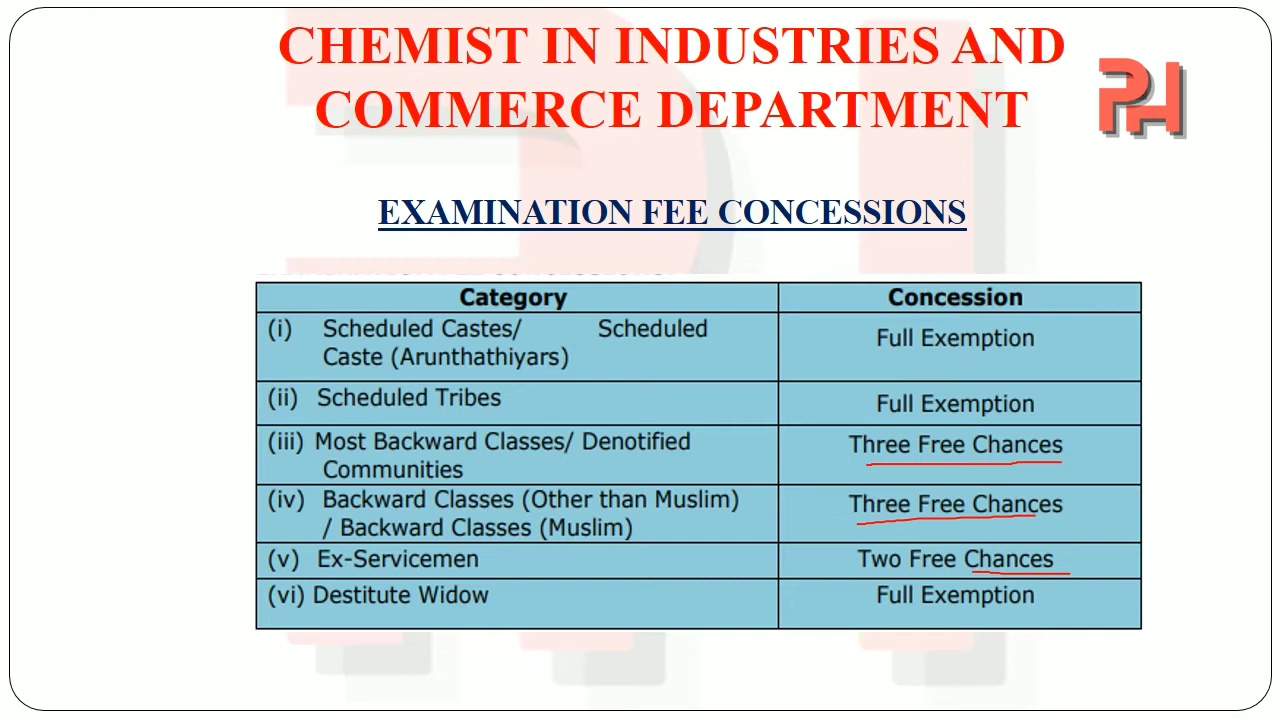 CHEMIST IN INDUSTRIES AND
COMMERCE DEPARTMENT
PH
EXAMINATION FEE CONCESSIONS
Category Concession
(i) Scheduled Castes/ Scheduled
Caste (Arunthathiyars)
Full Exemption
(ii) Scheduled Tribes
Full Exemption
(iii) Most Backward Classes/ Denotified
Communities
Three Free Chances
(iv) Backward Classes (Other than Muslim)
/ Backward Classes (Muslim)
Three Free Chances
(v) Ex-Servicemen
Two Free Chances
(vi) Destitute Widow
Full Exemption